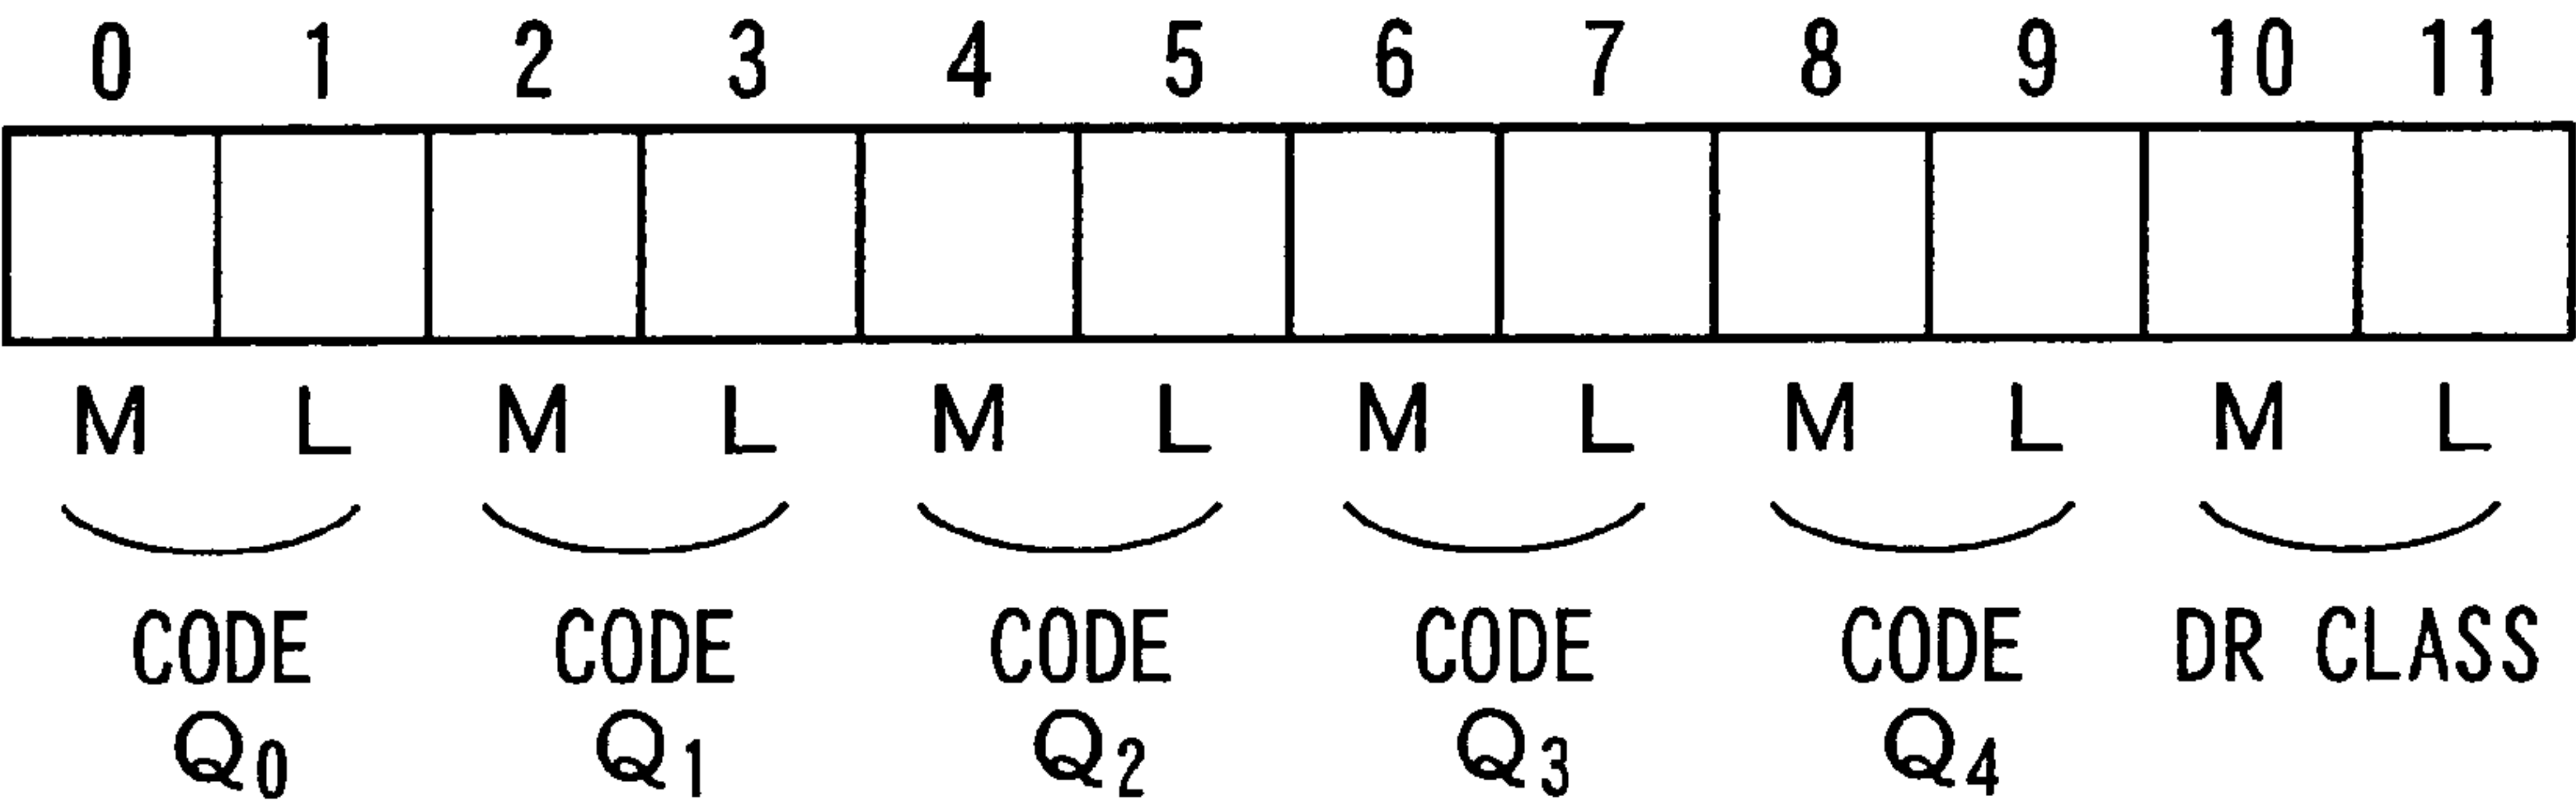 0 1 2 3 4 5 6 7 8 9 10 11
M L M L M L M L M L M L
CODE CODE CODE CODE CODE DR CLASS
Q0 Q1 Q2 Q3 Q4